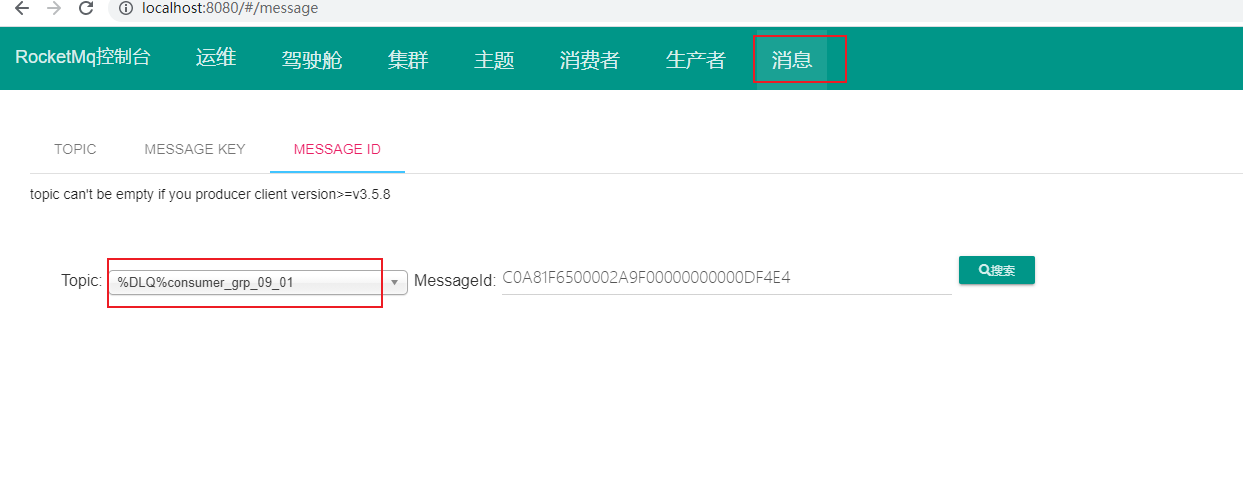 localhost:8080/#/message
RocketMq控制台 运维 驾驶舱 集群 主题 消费者 生产者 消息
TOPIC MESSAGE KEY MESSAGE ID
topic can't be empty if you producer client version>=v3.5.8
Topic: %DLQ%consumer_grp_09_01 MessageId: C0A81F6500002A9F00000000000DF4E4 搜索